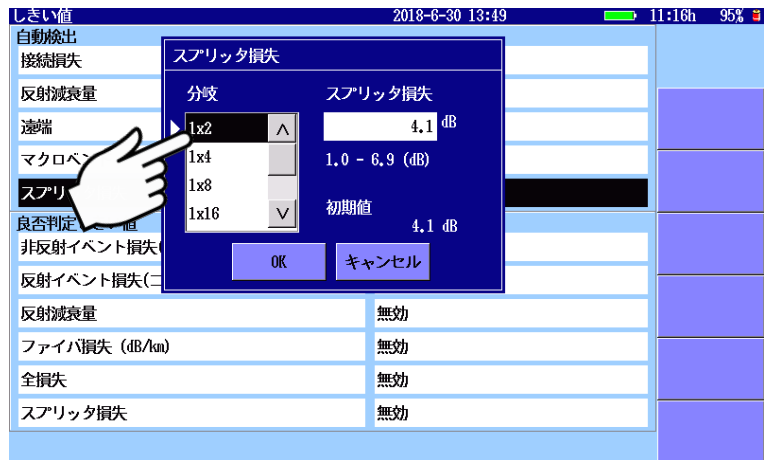 しきい値 2018-6-30 13:49 11:16h 95%
自動検出
接続損失
反射減衰量
遠端
マクロベン
スプリ
良否判定しきい値
非反射イベント損失(
反射イベント損失(コ
反射減衰量 無効
ファイバ損失 (dB/km) 無効
全損失 無効
スプリッタ損失 無効
スプリッタ損失
分岐 スプリッタ損失
1x2 4.1 dB
1x4 1.0 - 6.9 (dB)
1x8
1x16 初期値
4.1 dB
OK キャンセル